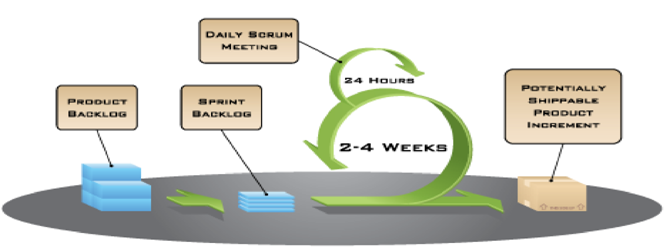 DAILY SCRUM
MEETING
24 HOURS
PRODUCT
BACKLOG
SPRINT
BACKLOG
POTENTIALLY
SHIPPABLE
PRODUCT
INCREMENT
2-4 WEEKS